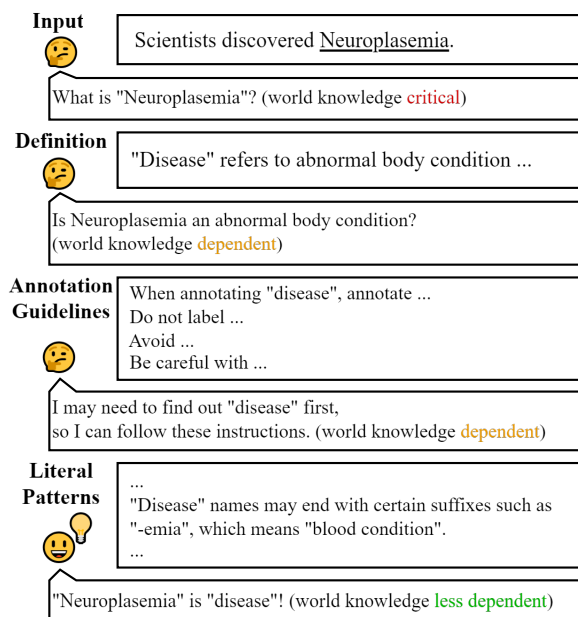 Input
Scientists discovered Neuroplasemia.
What is "Neuroplasemia"? (world knowledge critical)
Definition
"Disease" refers to abnormal body condition ...
Is Neuroplasemia an abnormal body condition?
(world knowledge dependent)
Annotation
Guidelines
When annotating "disease", annotate ...
Do not label ...
Avoid ...
Be careful with ...
I may need to find out "disease" first,
so I can follow these instructions. (world knowledge dependent)
Literal
Patterns
...
"Disease" names may end with certain suffixes such as
"-emia", which means "blood condition".
...
"Neuroplasemia" is "disease"! (world knowledge less dependent)